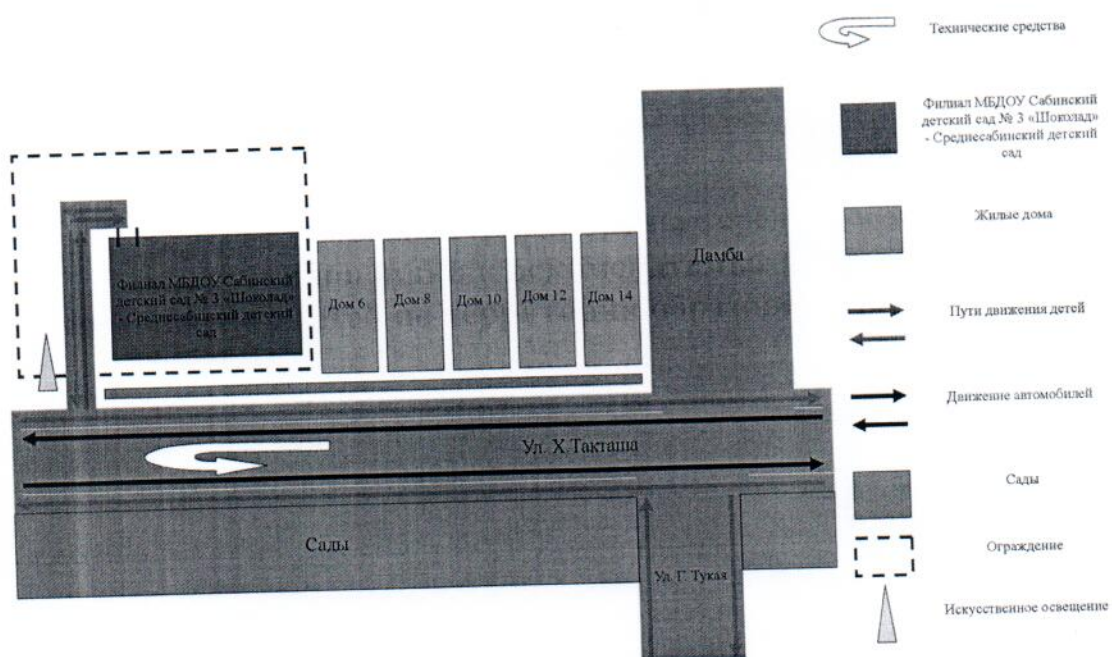 Технические средства
Филиал МБДОУ Сабинский
детский сад № 3 «Шоколад»
- Среднесабинский детский
сад
Жилые дома
Пути движения детей
Движение автомобилей
Сады
Ограждение
Искусственное освещение
Филиал МБДОУ Сабинский
детский сад № 3 «Шоколад»
- Среднесабинский детский
сад
Дом 6
Дом 8
Дом 10
Дом 12
Дом 14
Дамба
Ул. Х.Такташа
Сады
Ул. Г. Тукая